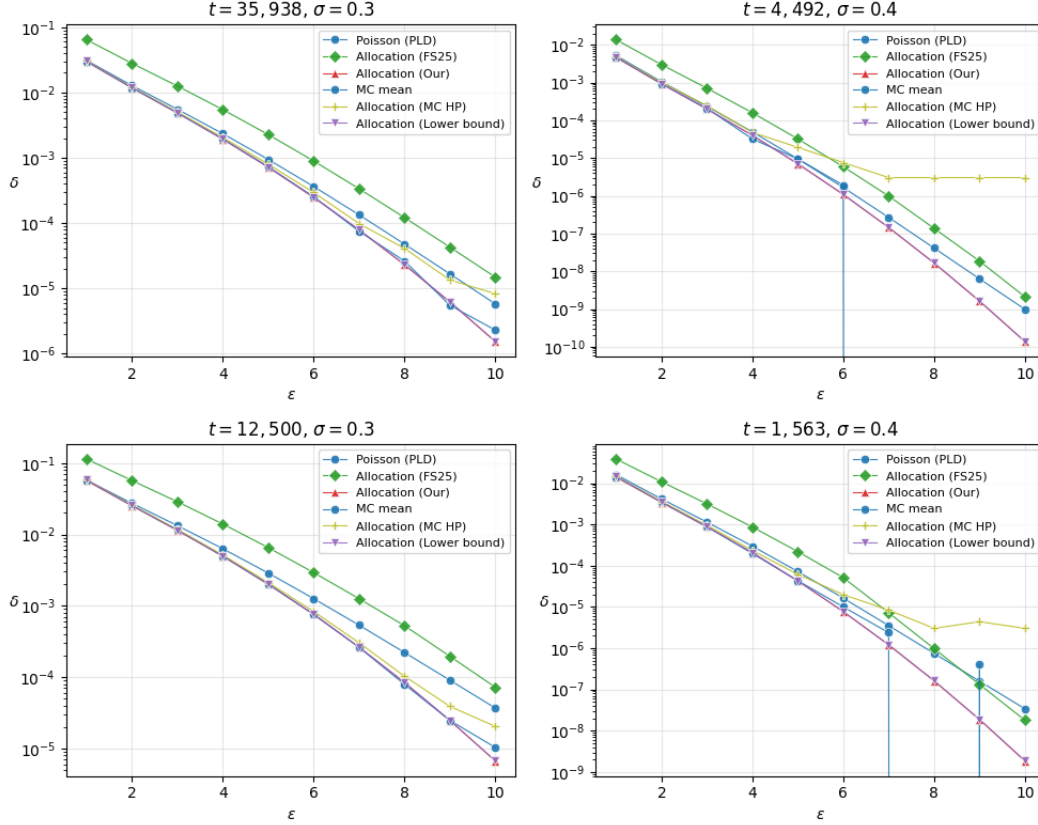 t = 35,938, σ = 0.3
10⁻¹
10⁻²
10⁻³
10⁻⁴
10⁻⁵
10⁻⁶
δ
2 4 6 8 10
ε
Poisson (PLD)
Allocation (FS25)
Allocation (Our)
MC mean
Allocation (MC HP)
Allocation (Lower bound)
t = 4,492, σ = 0.4
10⁻²
10⁻³
10⁻⁴
10⁻⁵
10⁻⁶
10⁻⁷
10⁻⁸
10⁻⁹
10⁻¹⁰
δ
2 4 6 8 10
ε
Poisson (PLD)
Allocation (FS25)
Allocation (Our)
MC mean
Allocation (MC HP)
Allocation (Lower bound)
t = 12,500, σ = 0.3
10⁻¹
10⁻²
10⁻³
10⁻⁴
10⁻⁵
δ
2 4 6 8 10
ε
Poisson (PLD)
Allocation (FS25)
Allocation (Our)
MC mean
Allocation (MC HP)
Allocation (Lower bound)
t = 1,563, σ = 0.4
10⁻²
10⁻³
10⁻⁴
10⁻⁵
10⁻⁶
10⁻⁷
10⁻⁸
10⁻⁹
δ
2 4 6 8 10
ε
Poisson (PLD)
Allocation (FS25)
Allocation (Our)
MC mean
Allocation (MC HP)
Allocation (Lower bound)